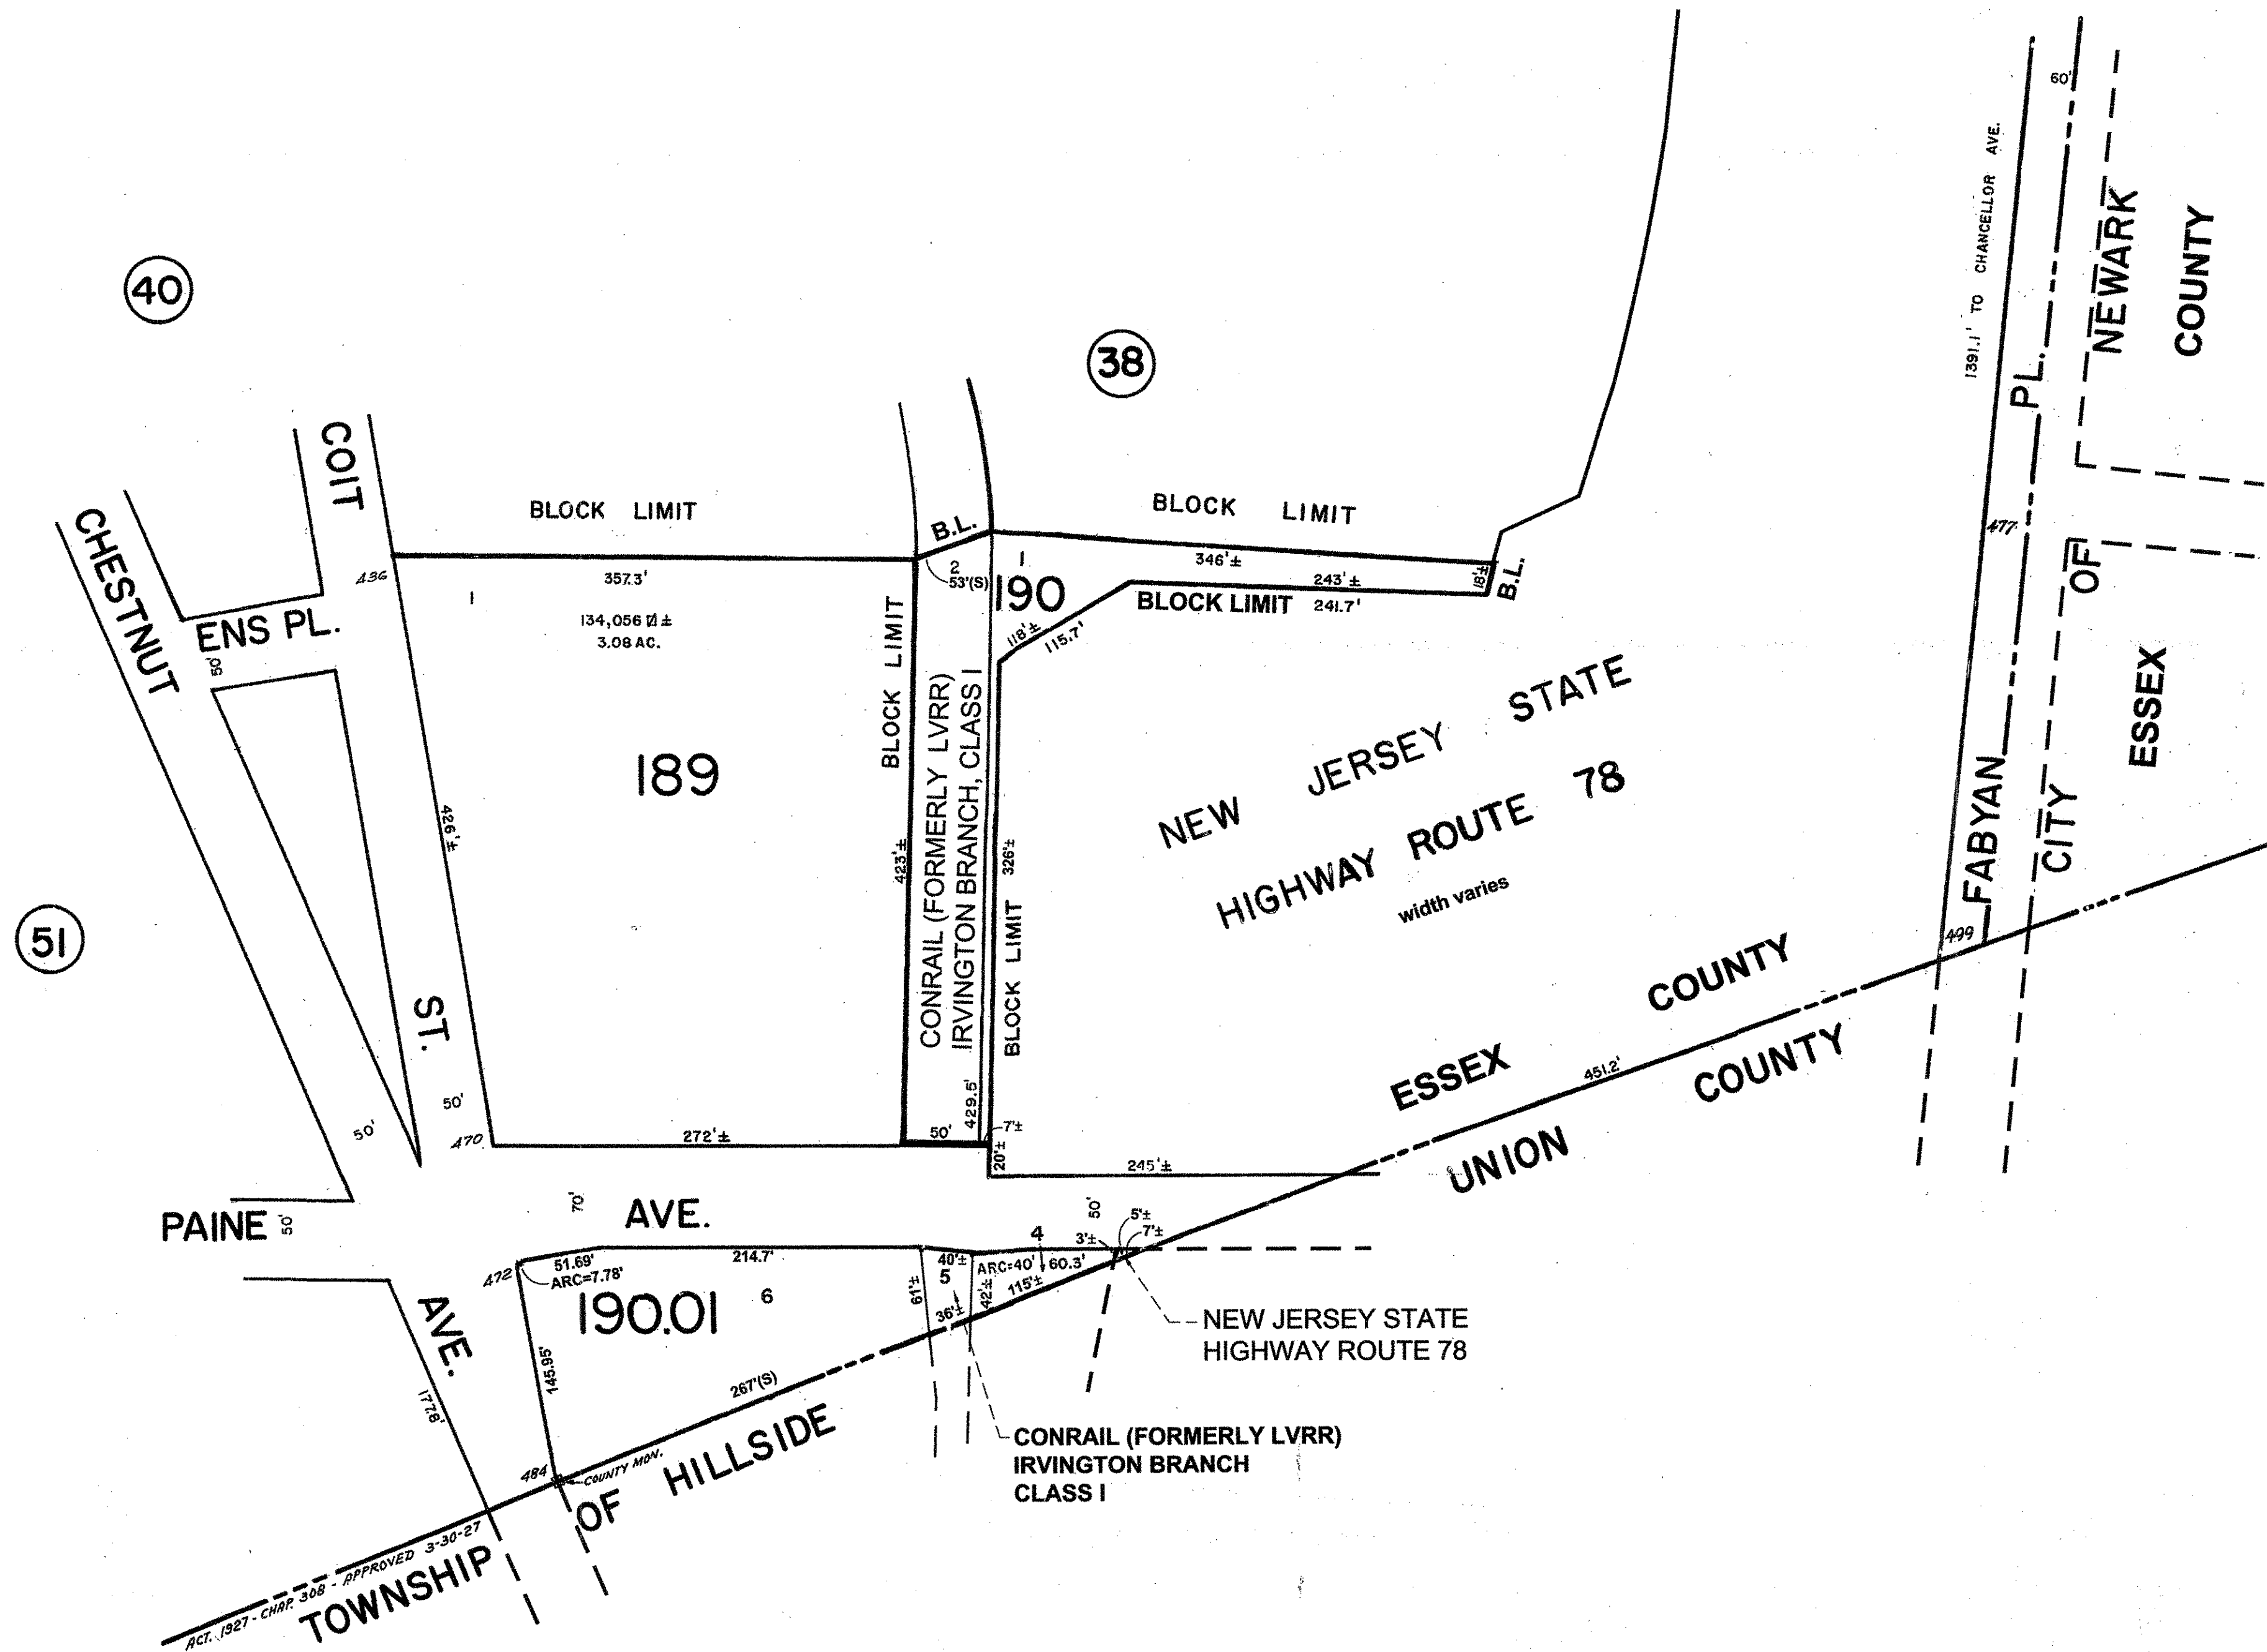 60'
1391.1' TO CHANCELLOR AVE.
NEWARK
COUNTY
40
38
PL.
COIT
BLOCK LIMIT
BLOCK LIMIT
CHESTNUT
B.L.
477
436
357.3'
2
53'(S)
1
190
346'±
243'±
18'±
B.L.
BLOCK LIMIT
241.7'
OF
1
134,056 ⍁ ±
3.08 AC.
ENS PL.
50'
118'±
115.7'
BLOCK LIMIT
CONRAIL (FORMERLY LVRR)
IRVINGTON BRANCH, CLASS I
NEW JERSEY STATE
HIGHWAY ROUTE 78
width varies
ESSEX
189
426'±
423'±
326'±
BLOCK LIMIT
FABYAN
CITY
51
499
ST.
ESSEX COUNTY
451.2'
UNION COUNTY
50'
50'
470
272'±
50'
429.5'
7'±
20'±
245'±
PAINE
50'
70'
AVE.
50'
5'±
7'±
3'±
4
472
51.69'
ARC=7.78'
214.7'
40'±
5
ARC=40'
60.3'
61'±
42'±
115'±
36'±
190.01
6
AVE.
NEW JERSEY STATE
HIGHWAY ROUTE 78
145.95'
177.8'
267'(S)
CONRAIL (FORMERLY LVRR)
IRVINGTON BRANCH
CLASS I
484
COUNTY MON.
ACT. 1927 - CHAP. 308 - APPROVED 3-30-27
TOWNSHIP OF HILLSIDE